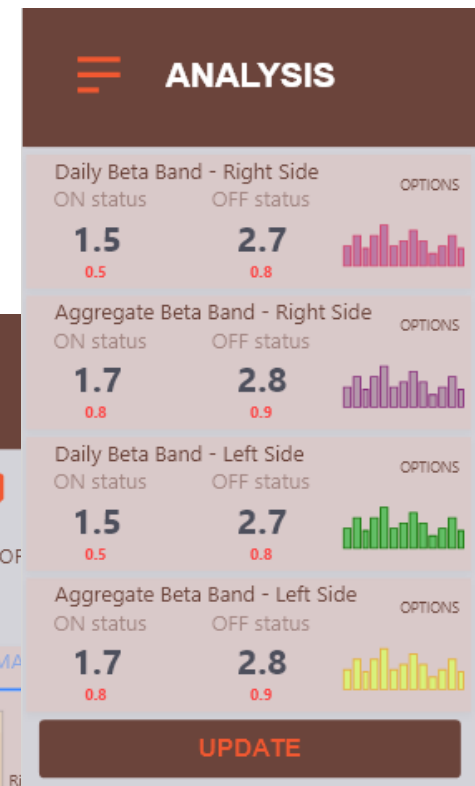 ANALYSIS
Daily Beta Band - Right Side
OPTIONS
ON status OFF status
1.5 2.7
0.5 0.8
Aggregate Beta Band - Right Side
OPTIONS
ON status OFF status
1.7 2.8
0.8 0.9
Daily Beta Band - Left Side
OPTIONS
ON status OFF status
1.5 2.7
0.5 0.8
Aggregate Beta Band - Left Side
OPTIONS
ON status OFF status
1.7 2.8
0.8 0.9
UPDATE